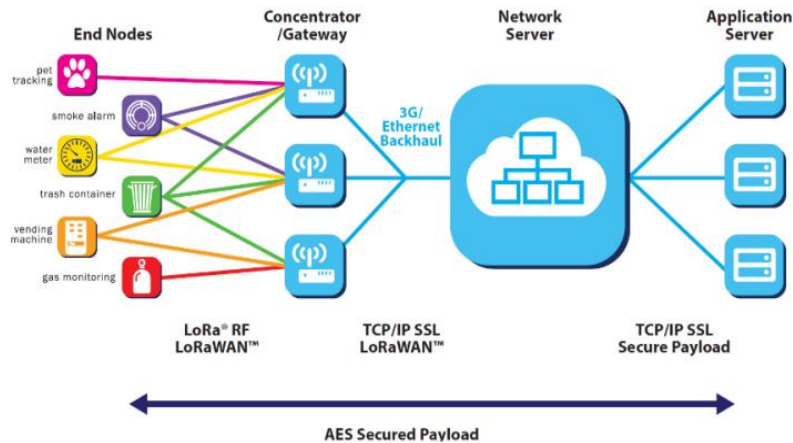 End Nodes
Concentrator
/Gateway
Network
Server
Application
Server
pet
tracking
smoke alarm
water
meter
trash container
vending
machine
gas monitoring
3G/
Ethernet
Backhaul
LoRa® RF
LoRaWAN™
TCP/IP SSL
LoRaWAN™
TCP/IP SSL
Secure Payload
AES Secured Payload